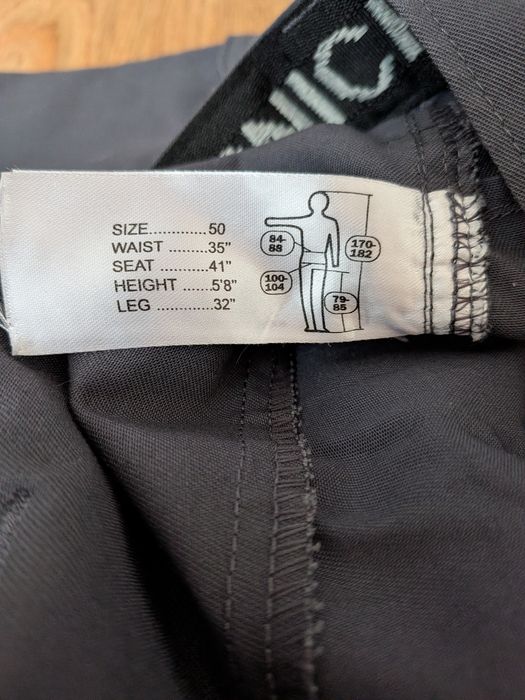 SIZE.............50
WAIST .........35"
SEAT ...........41"
HEIGHT ......5'8"
LEG .............32"
84-
88
170-
182
100-
104
79-
85